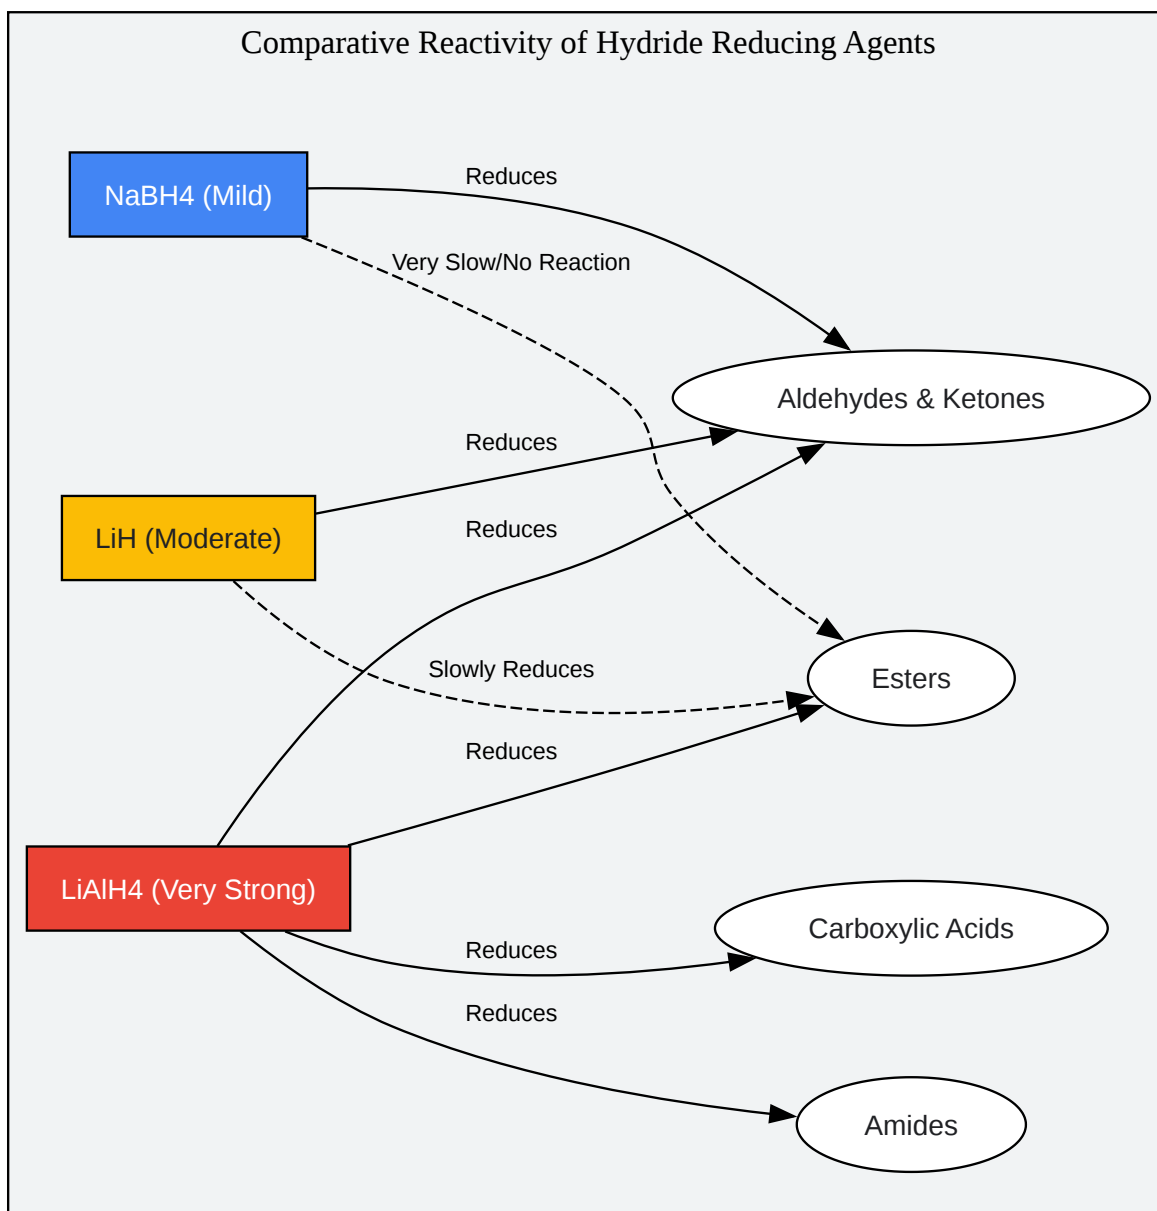 Comparative Reactivity of Hydride Reducing Agents
NaBH4 (Mild)
Reduces
Very Slow/No Reaction
Aldehydes & Ketones
Reduces
LiH (Moderate)
Reduces
Slowly Reduces
Esters
Reduces
LiAlH4 (Very Strong)
Carboxylic Acids
Reduces
Reduces
Amides